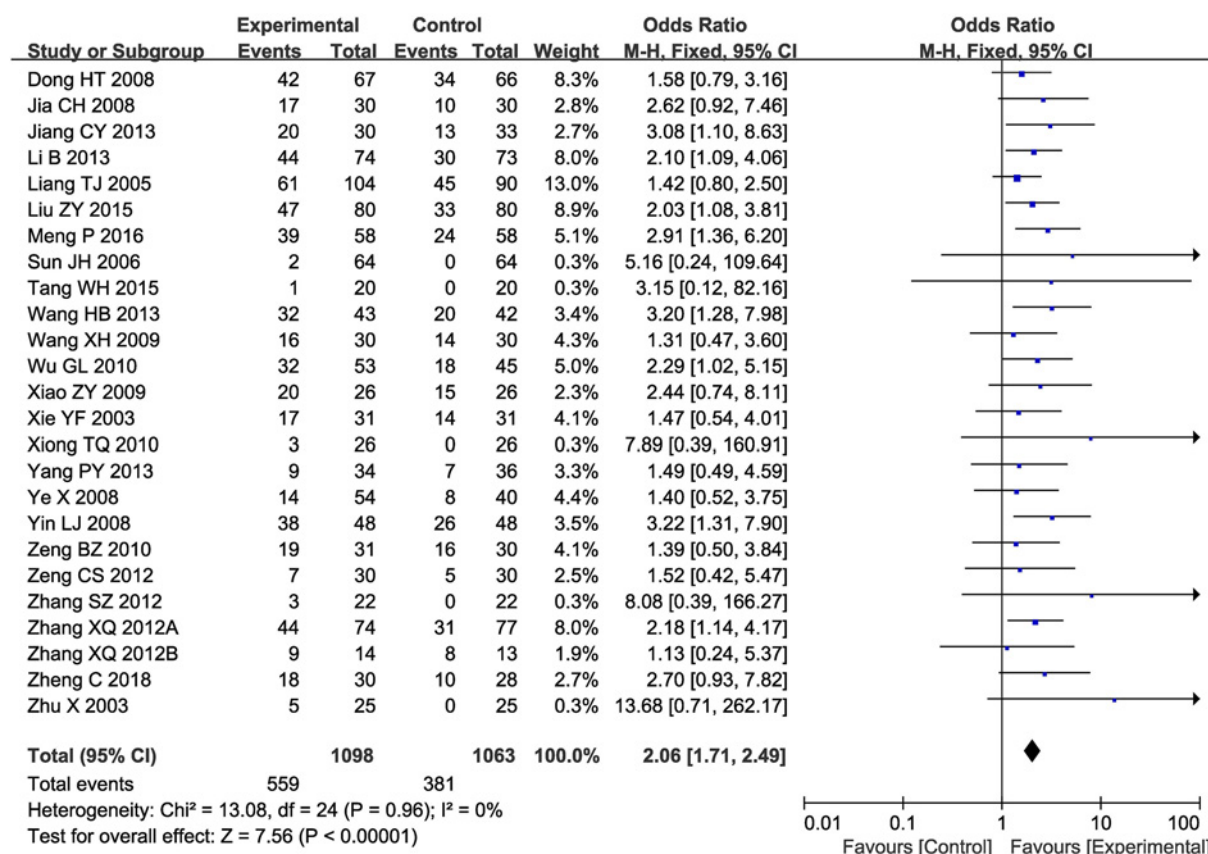 Experimental Control Odds Ratio Odds Ratio
Study or Subgroup Events Total Events Total Weight M-H, Fixed, 95% CI M-H, Fixed, 95% CI
Dong HT 2008 42 67 34 66 8.3% 1.58 [0.79, 3.16]
Jia CH 2008 17 30 10 30 2.8% 2.62 [0.92, 7.46]
Jiang CY 2013 20 30 13 33 2.7% 3.08 [1.10, 8.63]
Li B 2013 44 74 30 73 8.0% 2.10 [1.09, 4.06]
Liang TJ 2005 61 104 45 90 13.0% 1.42 [0.80, 2.50]
Liu ZY 2015 47 80 33 80 8.9% 2.03 [1.08, 3.81]
Meng P 2016 39 58 24 58 5.1% 2.91 [1.36, 6.20]
Sun JH 2006 2 64 0 64 0.3% 5.16 [0.24, 109.64]
Tang WH 2015 1 20 0 20 0.3% 3.15 [0.12, 82.16]
Wang HB 2013 32 43 20 42 3.4% 3.20 [1.28, 7.98]
Wang XH 2009 16 30 14 30 4.3% 1.31 [0.47, 3.60]
Wu GL 2010 32 53 18 45 5.0% 2.29 [1.02, 5.15]
Xiao ZY 2009 20 26 15 26 2.3% 2.44 [0.74, 8.11]
Xie YF 2003 17 31 14 31 4.1% 1.47 [0.54, 4.01]
Xiong TQ 2010 3 26 0 26 0.3% 7.89 [0.39, 160.91]
Yang PY 2013 9 34 7 36 3.3% 1.49 [0.49, 4.59]
Ye X 2008 14 54 8 40 4.4% 1.40 [0.52, 3.75]
Yin LJ 2008 38 48 26 48 3.5% 3.22 [1.31, 7.90]
Zeng BZ 2010 19 31 16 30 4.1% 1.39 [0.50, 3.84]
Zeng CS 2012 7 30 5 30 2.5% 1.52 [0.42, 5.47]
Zhang SZ 2012 3 22 0 22 0.3% 8.08 [0.39, 166.27]
Zhang XQ 2012A 44 74 31 77 8.0% 2.18 [1.14, 4.17]
Zhang XQ 2012B 9 14 8 13 1.9% 1.13 [0.24, 5.37]
Zheng C 2018 18 30 10 28 2.7% 2.70 [0.93, 7.82]
Zhu X 2003 5 25 0 25 0.3% 13.68 [0.71, 262.17]
Total (95% CI) 1098 1063 100.0% 2.06 [1.71, 2.49]
Total events 559 381
Heterogeneity: Chi² = 13.08, df = 24 (P = 0.96); I² = 0%
Test for overall effect: Z = 7.56 (P < 0.00001)
0.01 0.1 1 10 100
Favours [Control] Favours [Experimental]